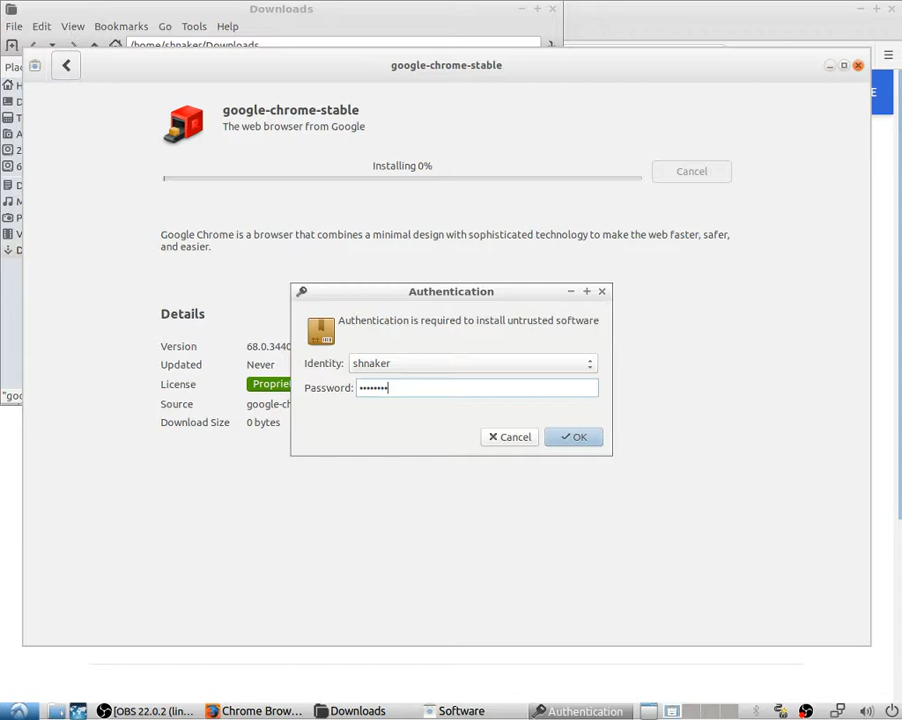 Downloads
File Edit View Bookmarks Go Tools Help
/home/shnaker/Downloads
google-chrome-stable
google-chrome-stable
The web browser from Google
Installing 0%
Cancel
Google Chrome is a browser that combines a minimal design with sophisticated technology to make the web faster, safer,
and easier.
Details
Version 68.0.3440
Updated Never
License Proprie
Source google-ch
Download Size 0 bytes
Authentication
Authentication is required to install untrusted software
Identity: shnaker
Password: ••••••••
Cancel OK
"goo
[OBS 22.0.2 (lin... Chrome Brow... Downloads Software Authentication